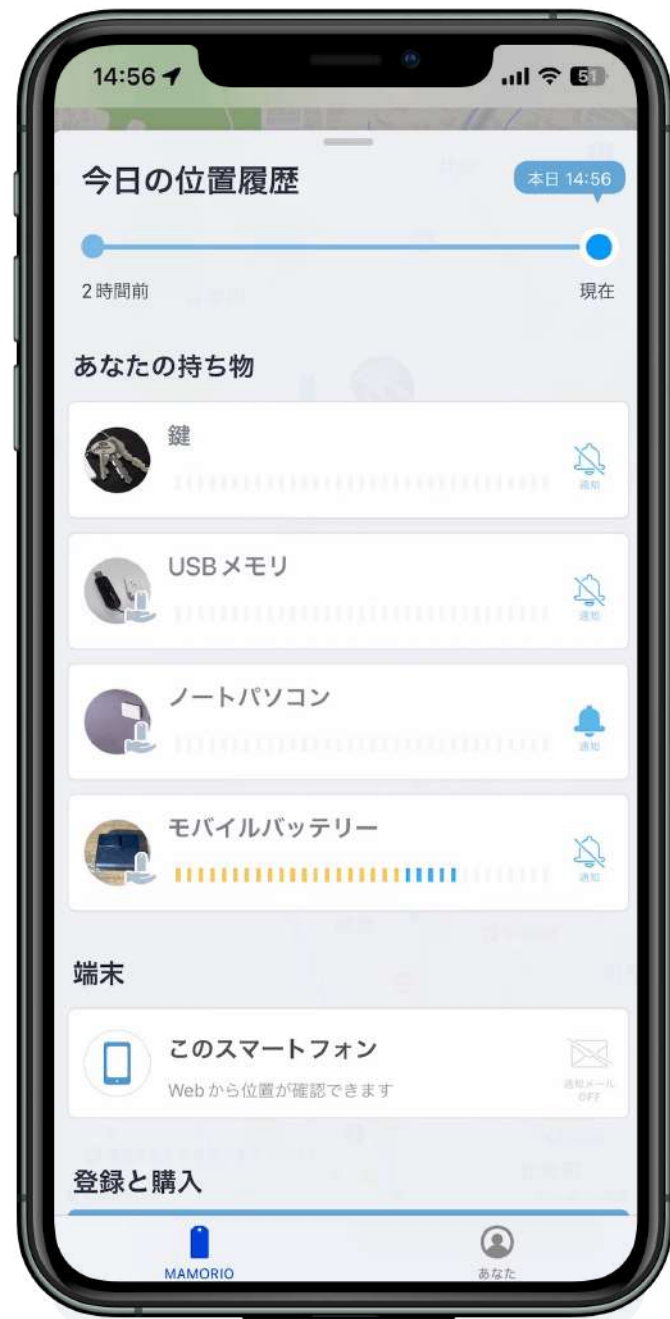 14:56
51
今日の位置履歴
本日 14:56
2時間前
現在
あなたの持ち物
鍵
通知
USBメモリ
通知
ノートパソコン
通知
モバイルバッテリー
通知
端末
このスマートフォン
Webから位置が確認できます
通知メール
OFF
登録と購入
MAMORIO
あなた